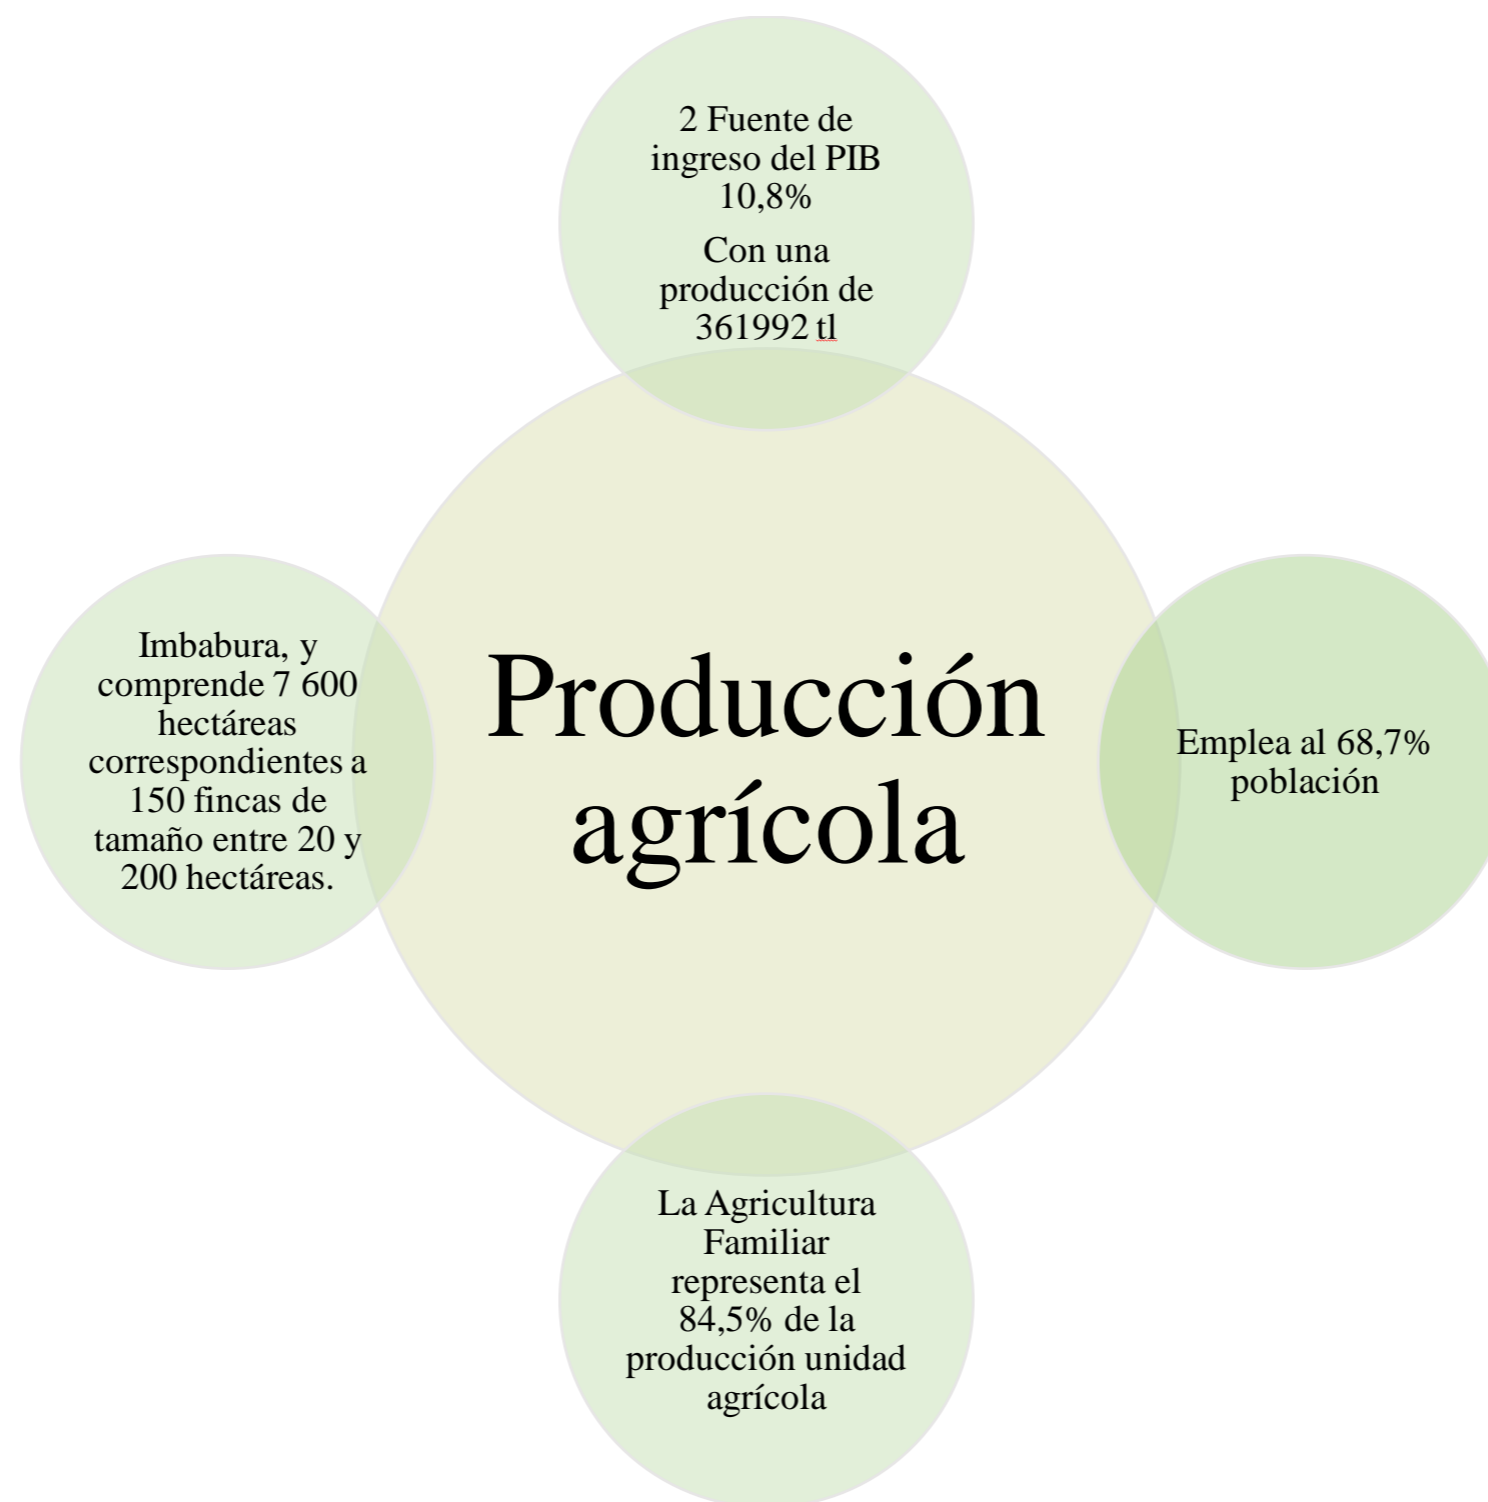 2 Fuente de
ingreso del PIB
10,8%
Con una
producción de
361992 tl
Imbabura, y
comprende 7 600
hectáreas
correspondientes a
150 fincas de
tamaño entre 20 y
200 hectáreas.
Producción
agrícola
Emplea al 68,7%
población
La Agricultura
Familiar
representa el
84,5% de la
producción unidad
agrícola